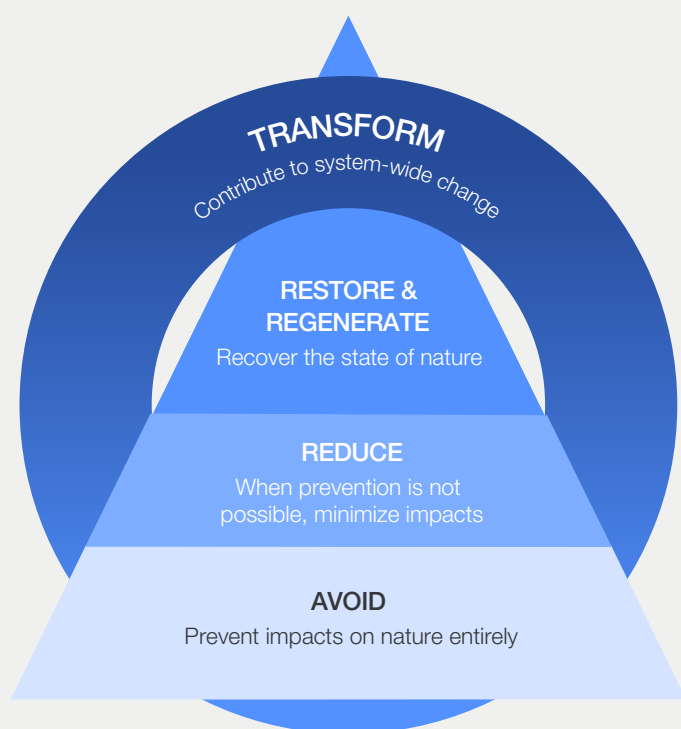 TRANSFORM
Contribute to system-wide change
RESTORE &
REGENERATE
Recover the state of nature
REDUCE
When prevention is not
possible, minimize impacts
AVOID
Prevent impacts on nature entirely